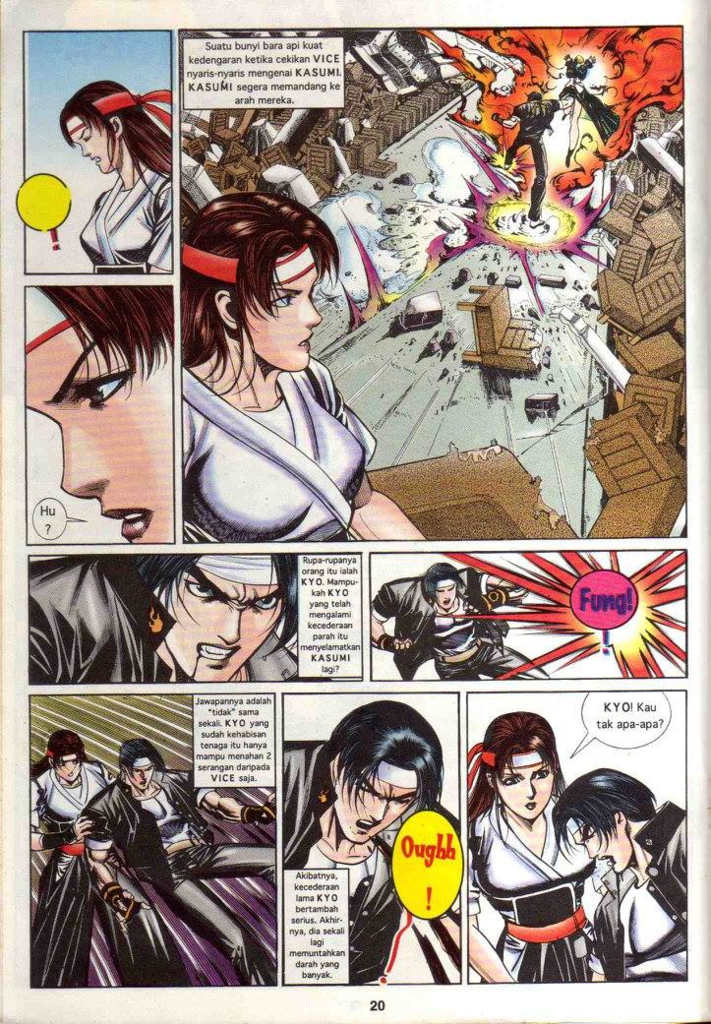 Suatu bunyi bara api kuat
kedengaran ketika cekikan VICE
nyaris-nyaris mengenai KASUMI.
KASUMI segera memandang ke
arah mereka.
!
Hu
?
Rupa-rupanya
orang itu ialah
KYO. Mampu-
kah KYO
yang telah
mengalami
kecederaan
parah itu
menyelamatkan
KASUMI
lagi?
Fung!
!
Jawapannya adalah
"tidak" sama
sekali. KYO yang
sudah kehabisan
tenaga itu hanya
mampu menahan 2
serangan daripada
VICE saja.
Oughh
!
Akibatnya,
kecederaan
lama KYO
bertambah
serius. Akhir-
nya, dia sekali
lagi
memuntahkan
darah yang
banyak.
KYO! Kau
tak apa-apa?
20